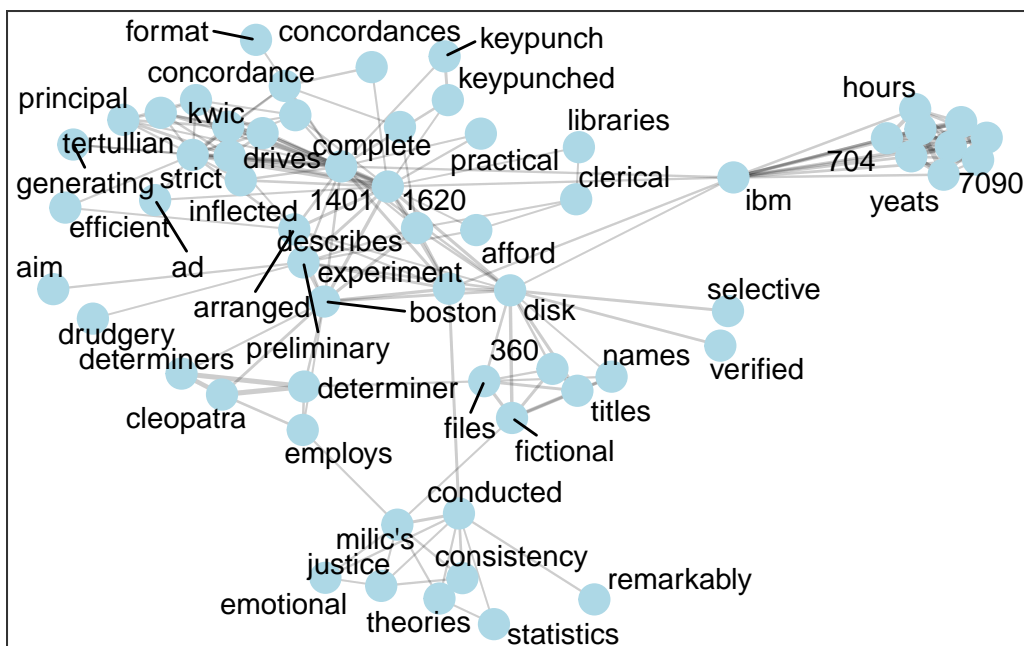 format
concordances
keypunch
concordance
keypunched
hours
principal
kwic
libraries
tertullian
drives
complete
practical
704
generating
strict
clerical
7090
efficient
inflected
1401
1620
ibm
yeats
aim
ad
describes
afford
experiment
arranged
boston
disk
selective
drudgery
determiners
preliminary
360
names
verified
cleopatra
determiner
files
titles
employs
fictional
conducted
milic's
justice
consistency
emotional
theories
remarkably
statistics